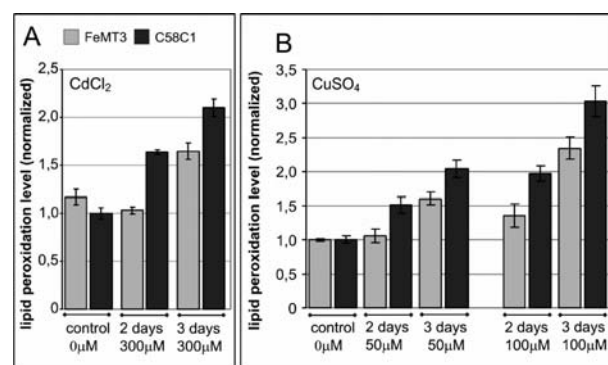 A
FeMT3
C58C1
CdCl2
lipid peroxidation level (normalized)
2,5
2,0
1,5
1,0
0,5
0
control
0µM
2 days
300µM
3 days
300µM
B
CuSO4
lipid peroxidation level (normalized)
3,5
3,0
2,5
2,0
1,5
1,0
0,5
0
control
0µM
2 days
50µM
3 days
50µM
2 days
100µM
3 days
100µM